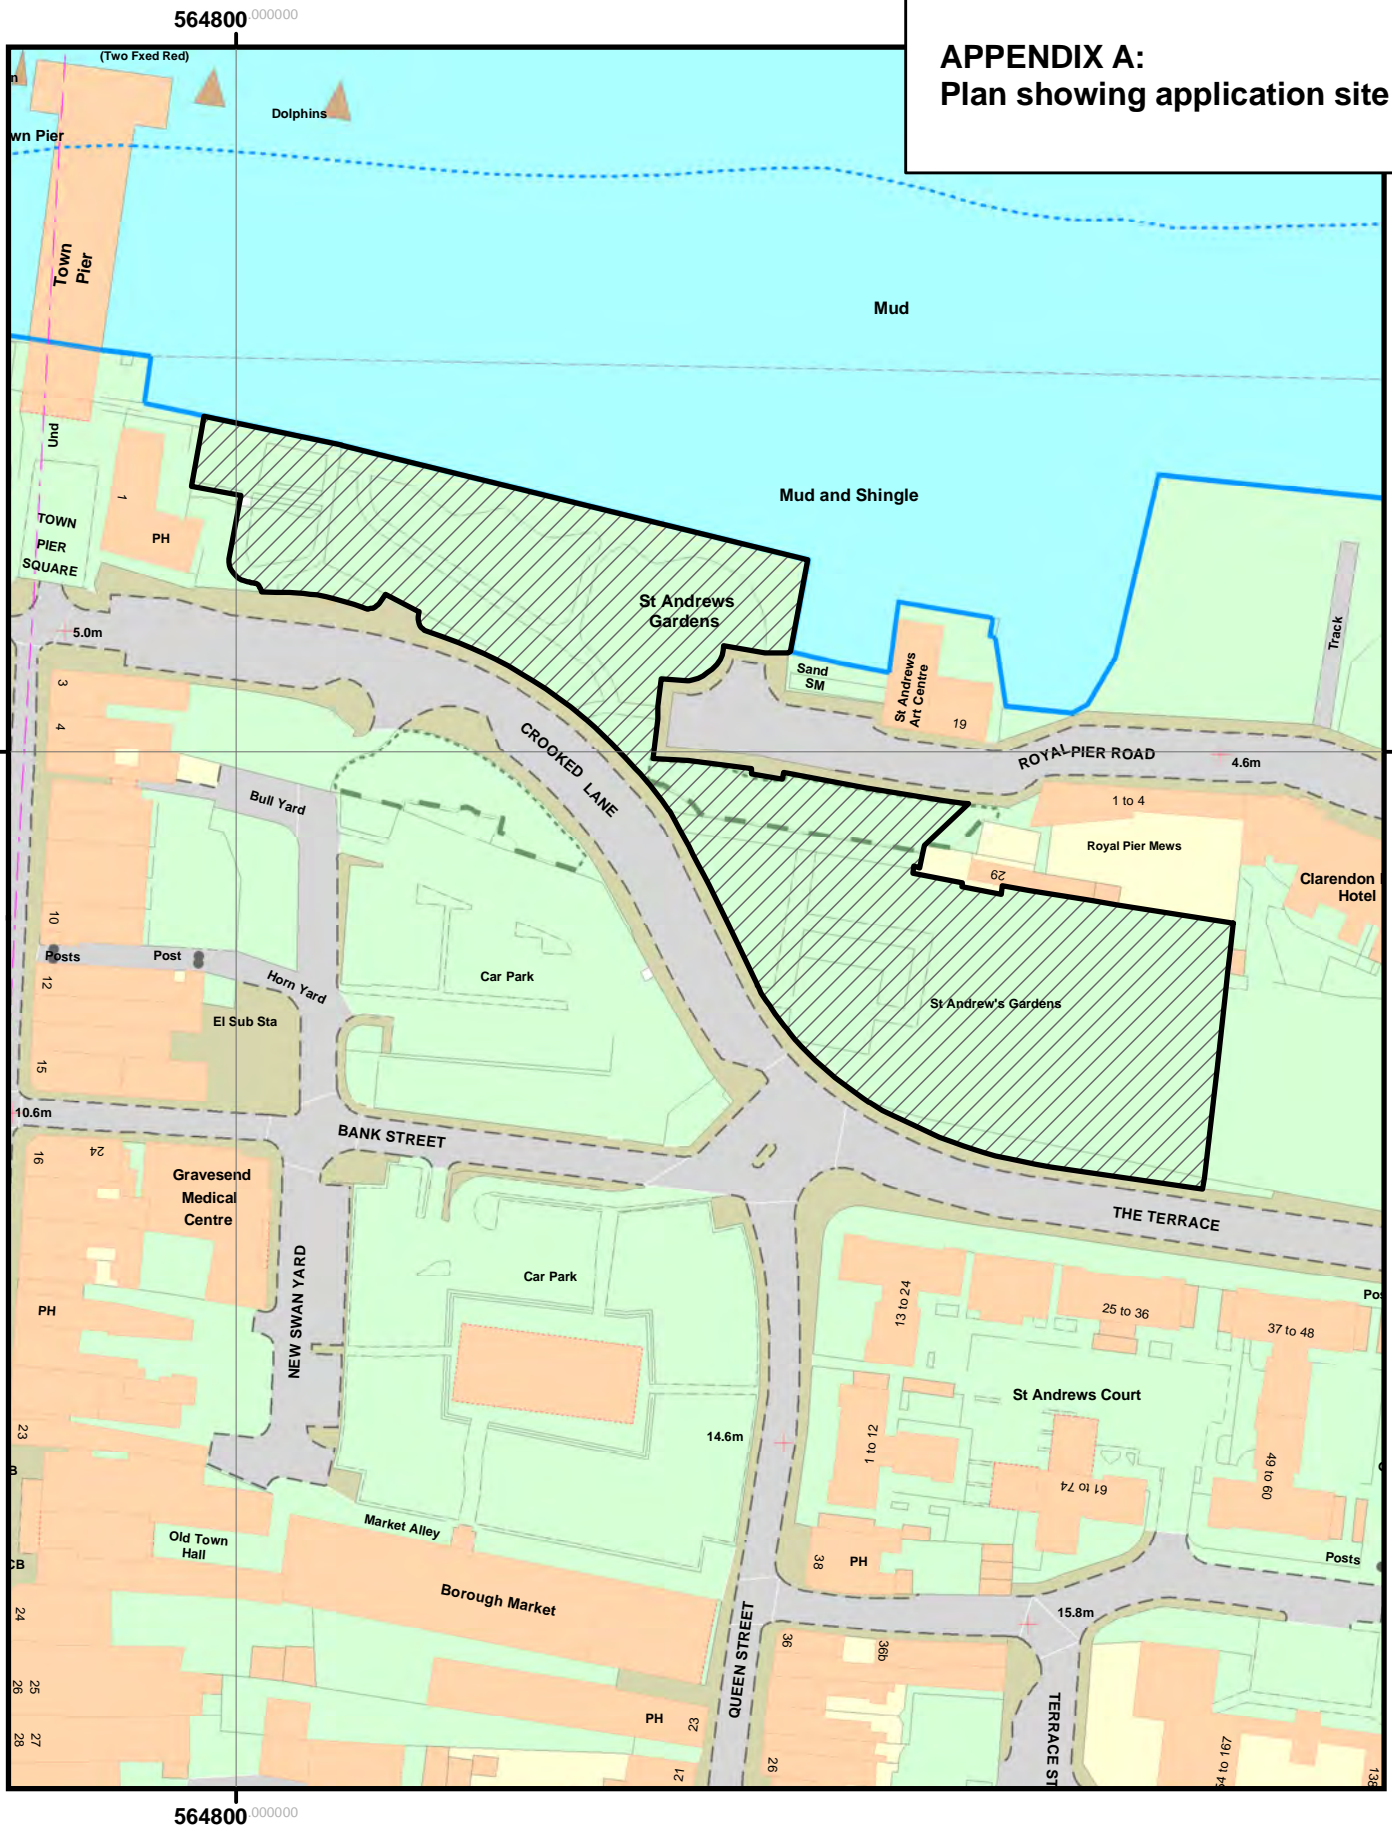 564800.000000
APPENDIX A:
Plan showing application site
(Two Fxed Red)
n
Dolphins
wn Pier
Town
Pier
Mud
Und
Mud and Shingle
1
TOWN
PIER
SQUARE
PH
St Andrews
Gardens
5.0m
Track
Sand
SM
St Andrews
Art Centre
19
3
4
CROOKED LANE
ROYAL PIER ROAD
4.6m
Bull Yard
1 to 4
Royal Pier Mews
29
Clarendon
Hotel
10
Posts
Post
12
Horn Yard
Car Park
El Sub Sta
St Andrew's Gardens
15
10.6m
BANK STREET
24
16
Gravesend
Medical
Centre
THE TERRACE
NEW SWAN YARD
Car Park
13 to 24
25 to 36
37 to 48
Pos
PH
St Andrews Court
23
14.6m
1 to 12
61 to 74
49 to 60
B
Market Alley
Old Town
Hall
38
PH
Posts
CB
Borough Market
24
15.8m
QUEEN STREET
36
36b
25
26
PH
23
TERRACE ST
27
28
21
26
54 to 167
138
564800.000000